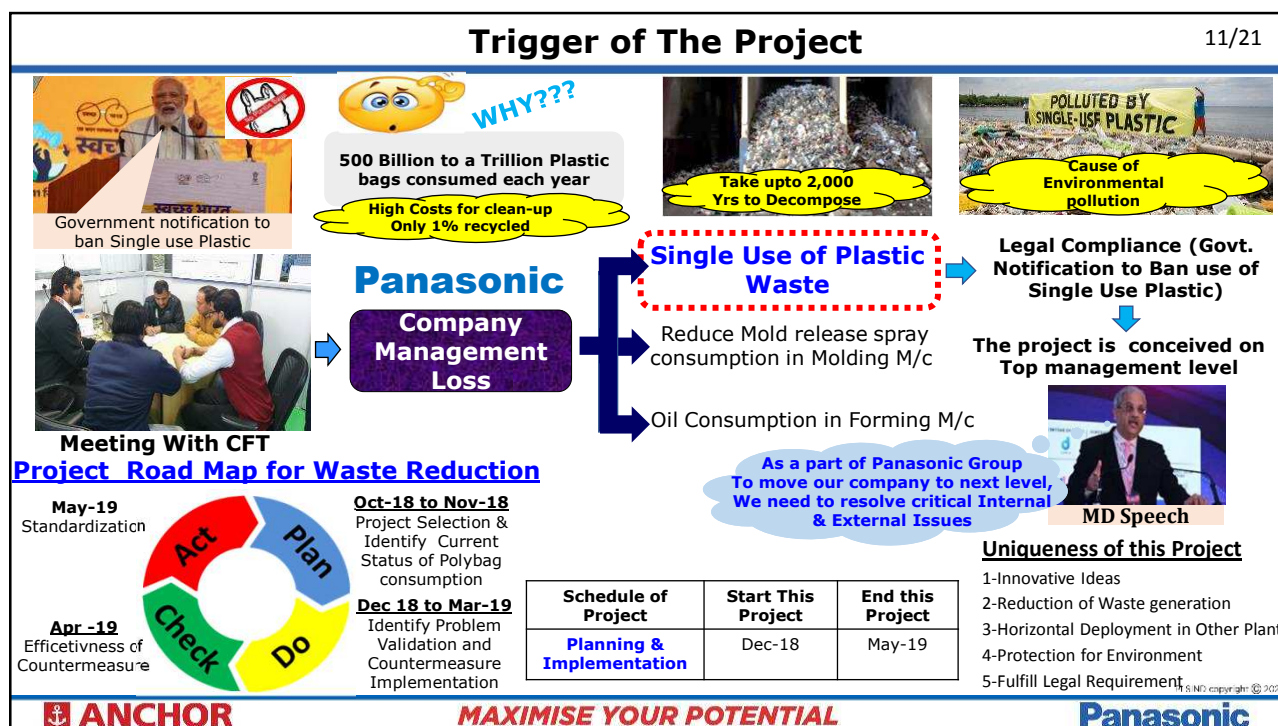 Trigger of The Project
11/21
WHY???
500 Billion to a Trillion Plastic
bags consumed each year
High Costs for clean-up
Only 1% recycled
Take upto 2,000
Yrs to Decompose
POLLUTED BY
SINGLE-USE PLASTIC
Cause of
Environmental
pollution
स्वच्छ भारत
Government notification to
ban Single use Plastic
Panasonic
Company
Management
Loss
Single Use of Plastic
Waste
Reduce Mold release spray
consumption in Molding M/c
Oil Consumption in Forming M/c
Legal Compliance (Govt.
Notification to Ban use of
Single Use Plastic)
The project is conceived on
Top management level
Meeting With CFT
As a part of Panasonic Group
To move our company to next level,
We need to resolve critical Internal
& External Issues
MD Speech
Project Road Map for Waste Reduction
May-19
Standardization
Act
Plan
Check
Do
Oct-18 to Nov-18
Project Selection &
Identify Current
Status of Polybag
consumption
Apr -19
Efficetivness of
Countermeasure
Dec 18 to Mar-19
Identify Problem
Validation and
Countermeasure
Implementation
Schedule of Project
Start This Project
End this Project
Planning & Implementation
Dec-18
May-19
Uniqueness of this Project
1-Innovative Ideas
2-Reduction of Waste generation
3-Horizontal Deployment in Other Plant
4-Protection for Environment
5-Fulfill Legal Requirement
copyright ©
ANCHOR
MAXIMISE YOUR POTENTIAL
Panasonic